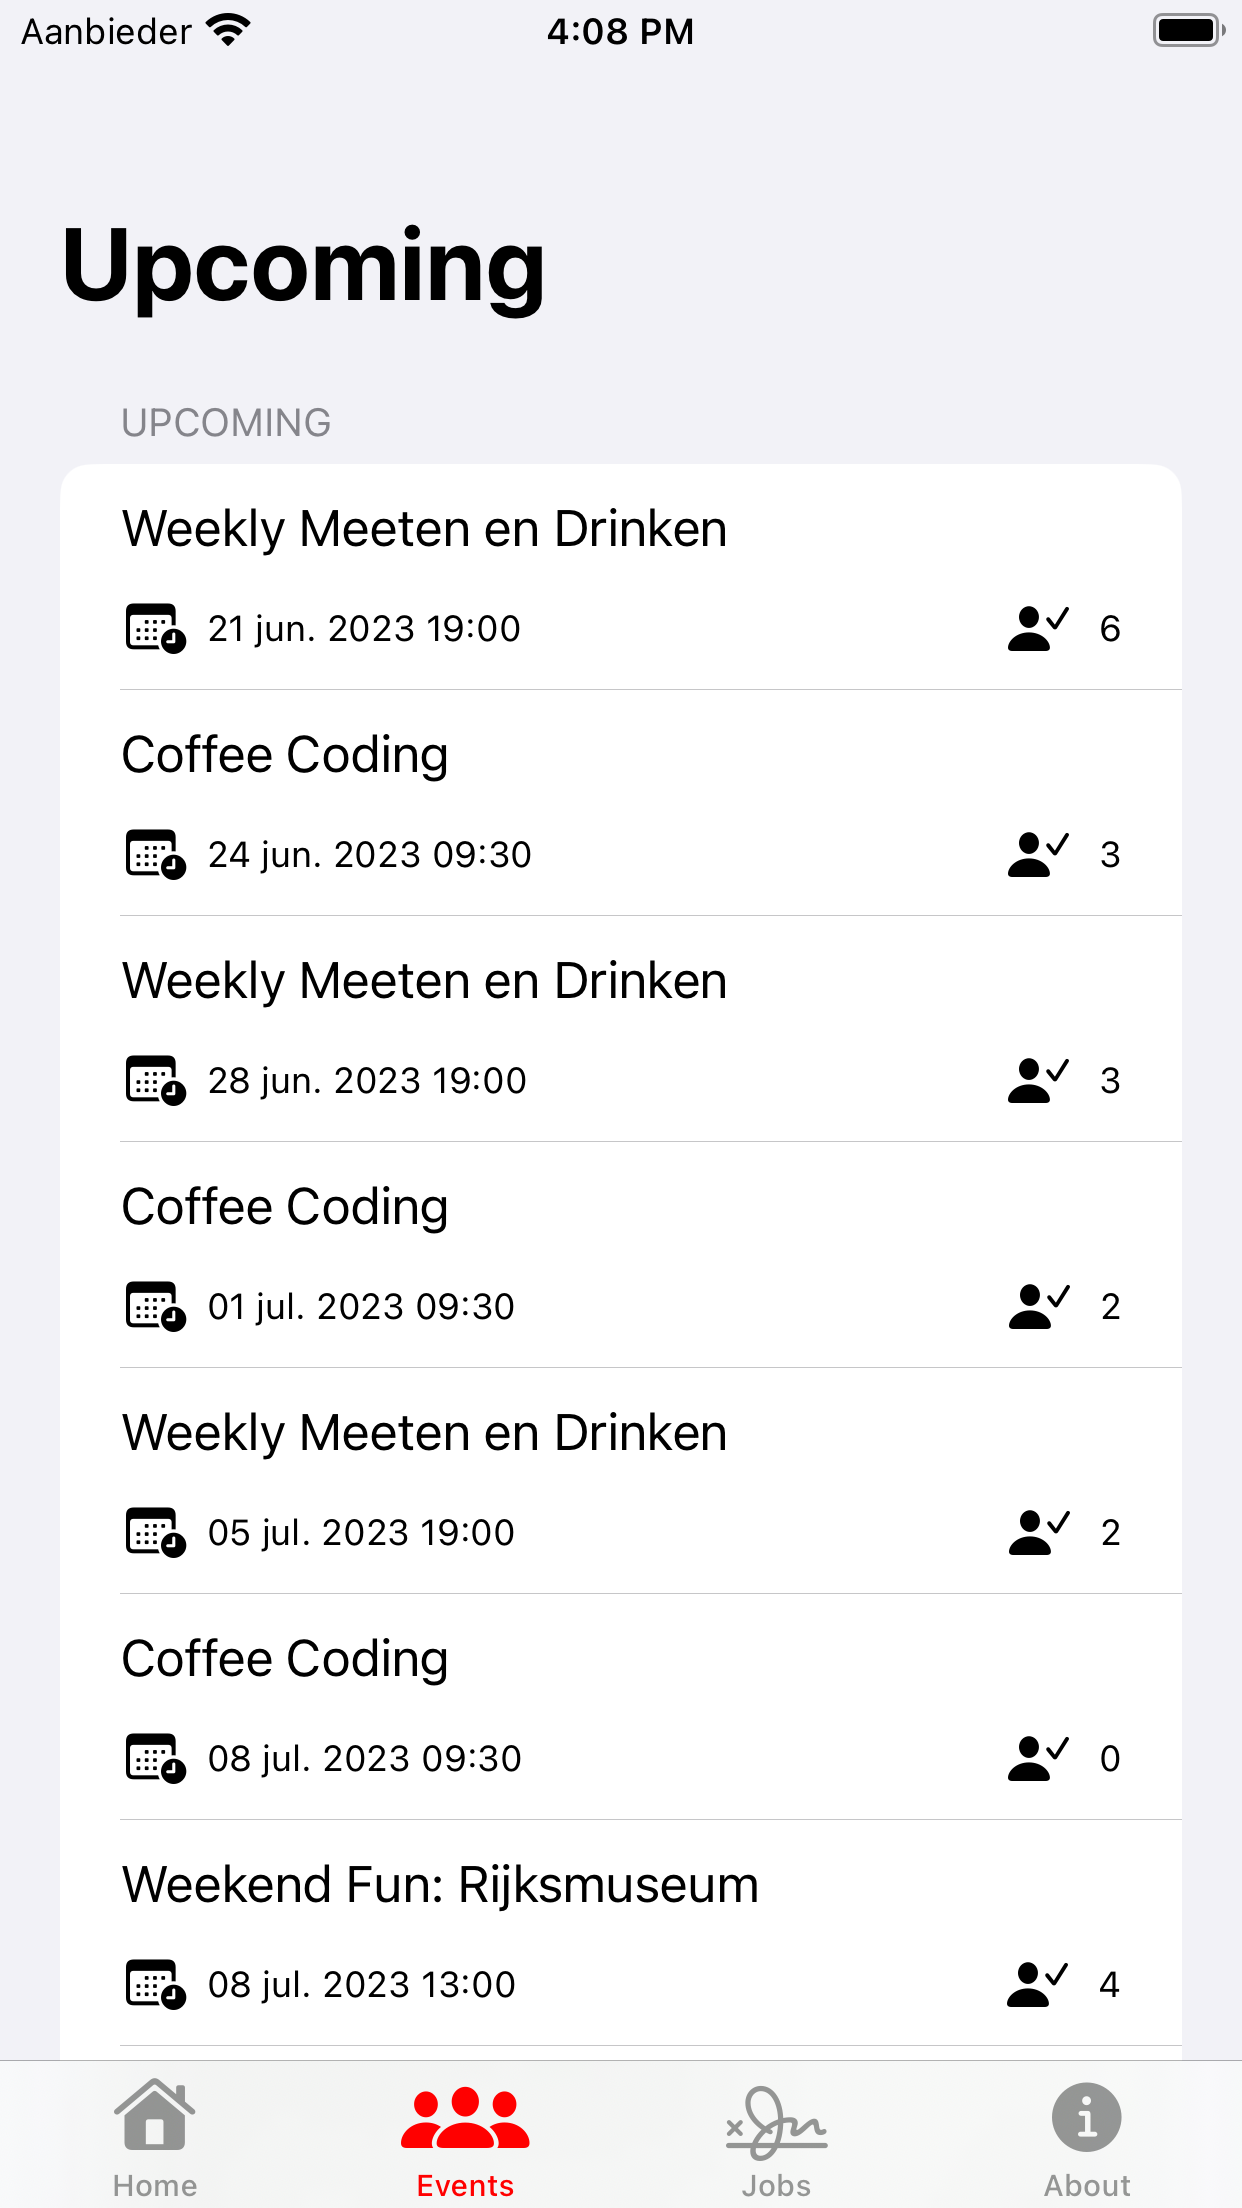 Aanbieder 4:08 PM
Upcoming
UPCOMING
Weekly Meeten en Drinken
21 jun. 2023 19:00 6
Coffee Coding
24 jun. 2023 09:30 3
Weekly Meeten en Drinken
28 jun. 2023 19:00 3
Coffee Coding
01 jul. 2023 09:30 2
Weekly Meeten en Drinken
05 jul. 2023 19:00 2
Coffee Coding
08 jul. 2023 09:30 0
Weekend Fun: Rijksmuseum
08 jul. 2023 13:00 4
Home Events Jobs About